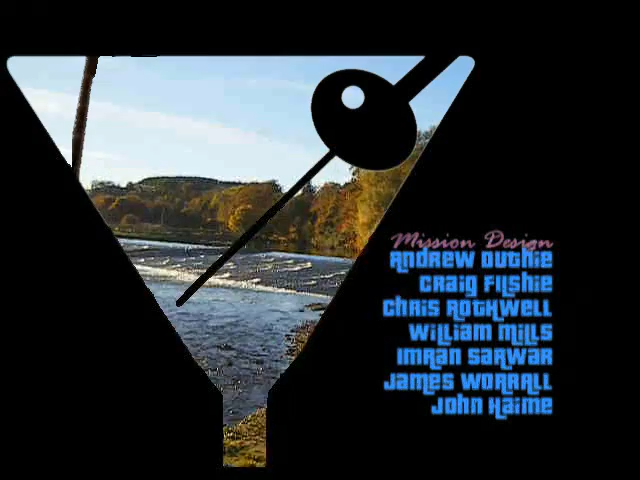 Mission Design
Andrew Duthie
Craig Filshie
Chris Rothwell
William Mills
Imran Sarwar
James Worrall
John Haime